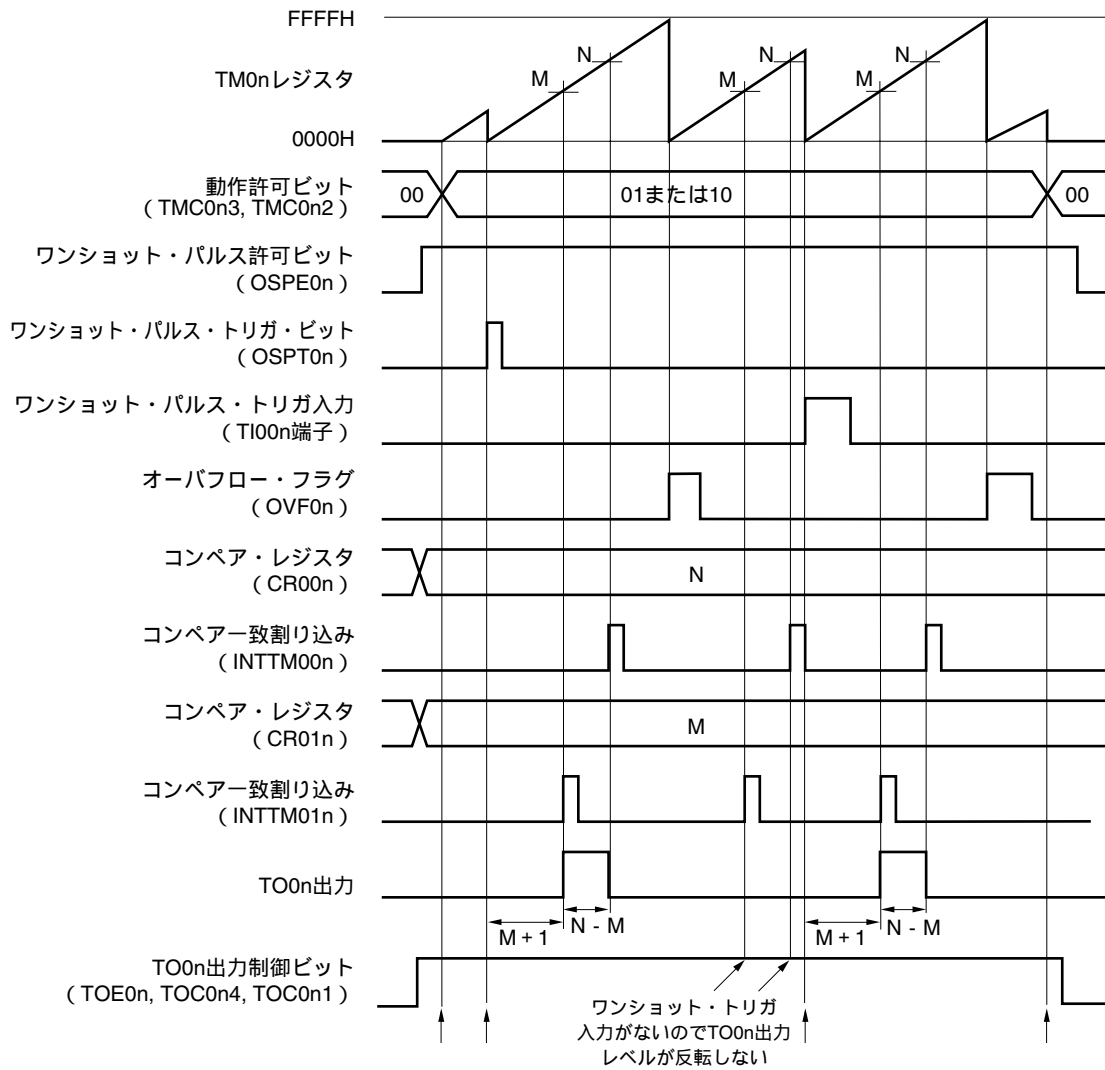 FFFFH
TM0nレジスタ
0000H
M
N
M
N
M
N
動作許可ビット
（TMC0n3, TMC0n2）
00
01または10
00
ワンショット・パルス許可ビット
（OSPE0n）
ワンショット・パルス・トリガ・ビット
（OSPT0n）
ワンショット・パルス・トリガ入力
（TI00n端子）
オーバフロー・フラグ
（OVF0n）
コンペア・レジスタ
（CR00n）
N
コンペア一致割り込み
（INTTM00n）
コンペア・レジスタ
（CR01n）
M
コンペア一致割り込み
（INTTM01n）
TO0n出力
M + 1
N - M
M + 1
N - M
TO0n出力制御ビット
（TOE0n, TOC0n4, TOC0n1）
ワンショット・トリガ
入力がないのでTO0n出力
レベルが反転しない